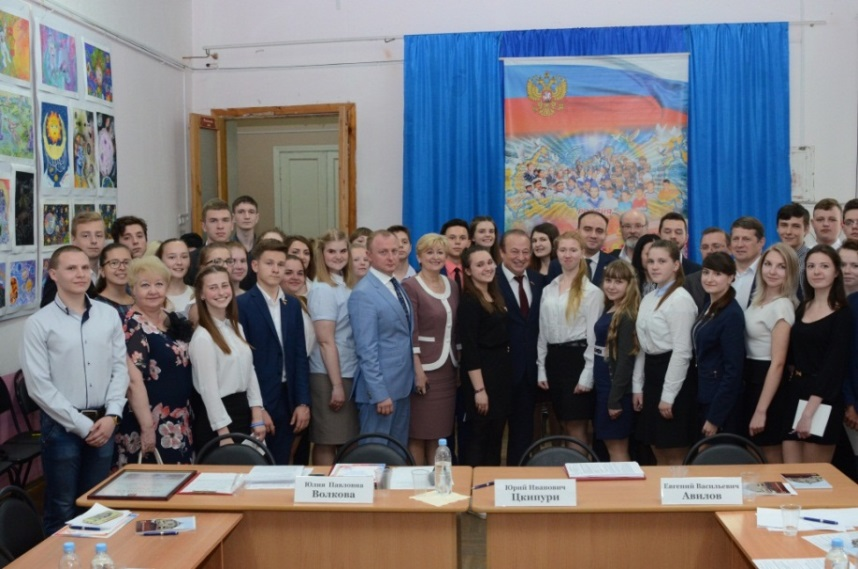 Юлия Павловна
Волкова
Юрий Иванович
Цкипури
Евгений Васильевич
Авилов